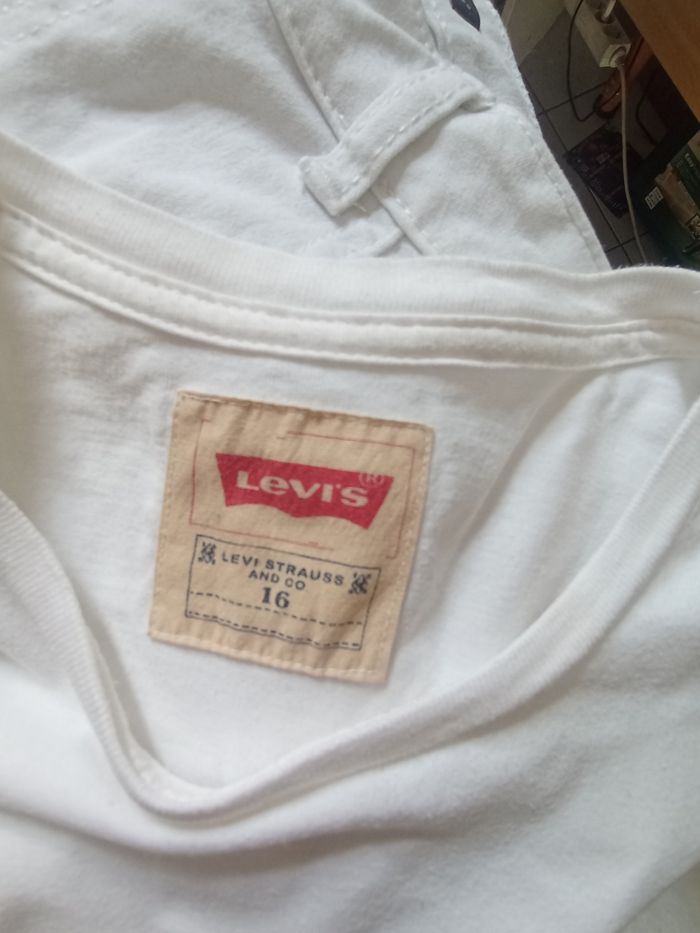 LEVI'S ®
LEVI STRAUSS
AND CO
16